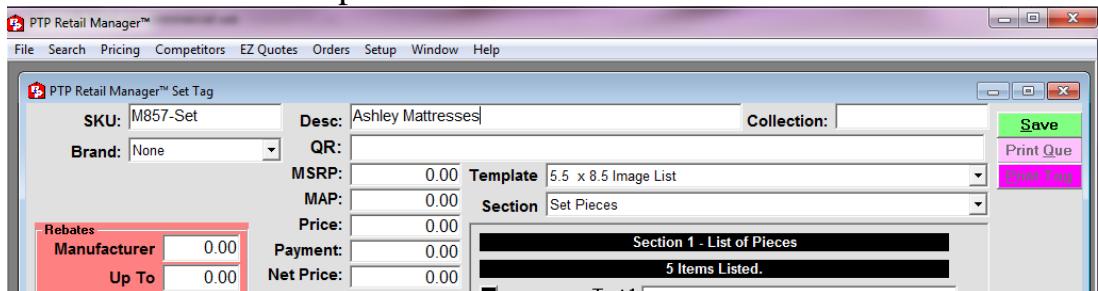 PTP Retail Manager™
File Search Pricing Competitors EZ Quotes Orders Setup Window Help
PTP Retail Manager™ Set Tag
SKU: M857-Set Desc: Ashley Mattresses Collection: Save
Brand: None QR: Print Que
MSRP: 0.00 Template 5.5 x 8.5 Image List Print Tag
MAP: 0.00 Section Set Pieces
Rebates Price: 0.00
Section 1 - List of Pieces
Manufacturer 0.00 Payment: 0.00
5 Items Listed.
Up To 0.00 Net Price: 0.00